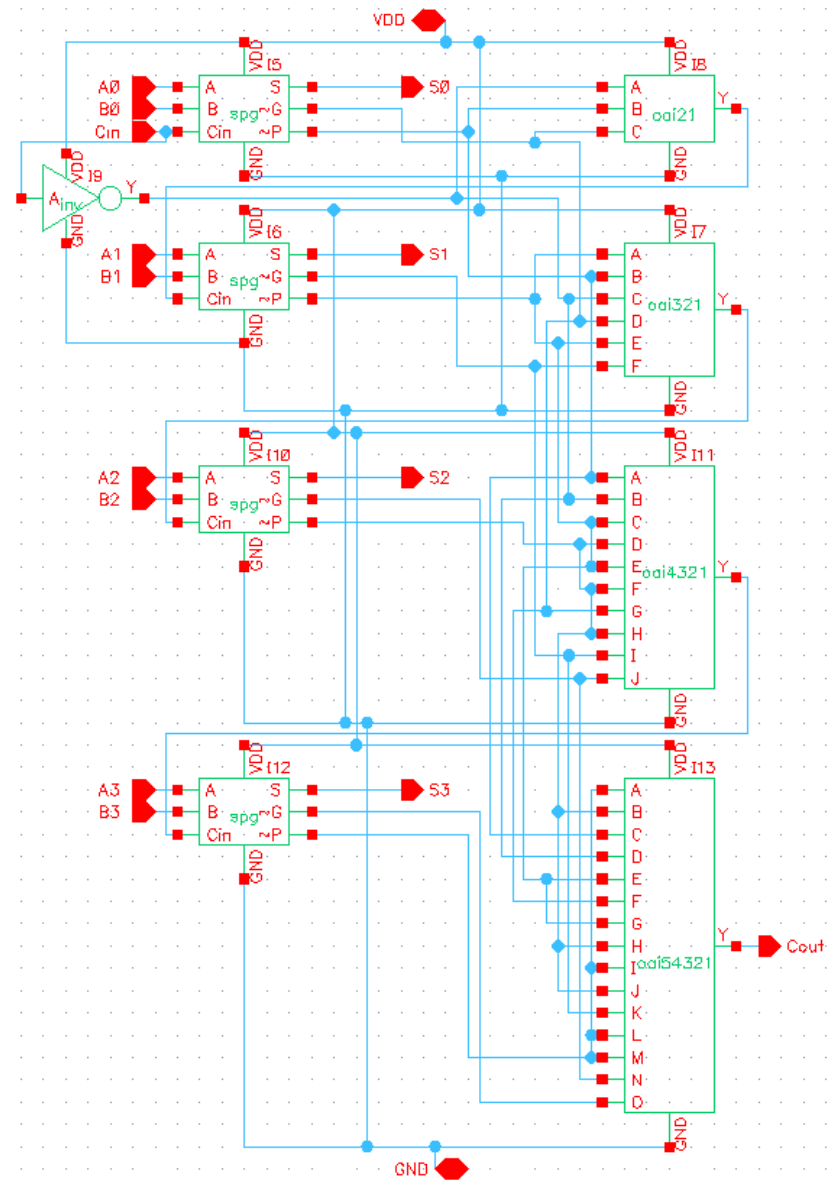 VDD
VDD I5
VDD I8
A0 A S S0
B0 B spg ~G
Cin Cin ~P
A Y
B oai21
C
GND
GND
VDD I9
A inv Y
GND
VDD I6
VDD I7
A1 A S S1
B1 B spg ~G
Cin ~P
A
B
C oai321 Y
D
E
F
GND
GND
VDD I10
VDD I11
A2 A S S2
B2 B spg ~G
Cin ~P
GND
A
B
C
D
E oai4321 Y
F
G
H
I
J
GND
VDD I12
VDD I13
A3 A S S3
B3 B spg ~G
Cin ~P
GND
A
B
C
D
E
F
G
H Y Cout
I oai54321
J
K
L
M
N
O
GND
GND